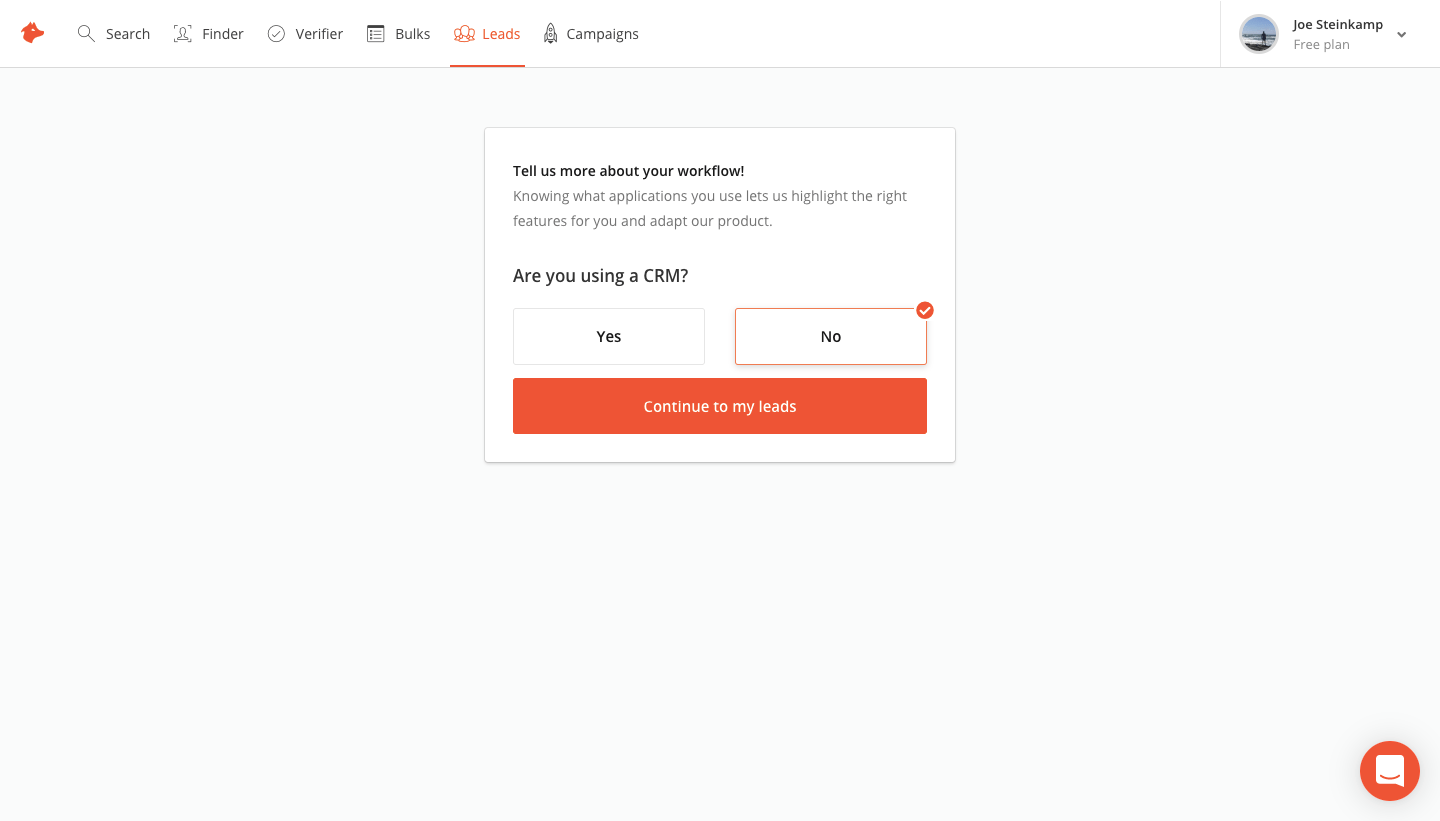 Search
Finder
Verifier
Bulks
Leads
Campaigns
Joe Steinkamp
Free plan
Tell us more about your workflow!
Knowing what applications you use lets us highlight the right
features for you and adapt our product.
Are you using a CRM?
Yes
No
Continue to my leads